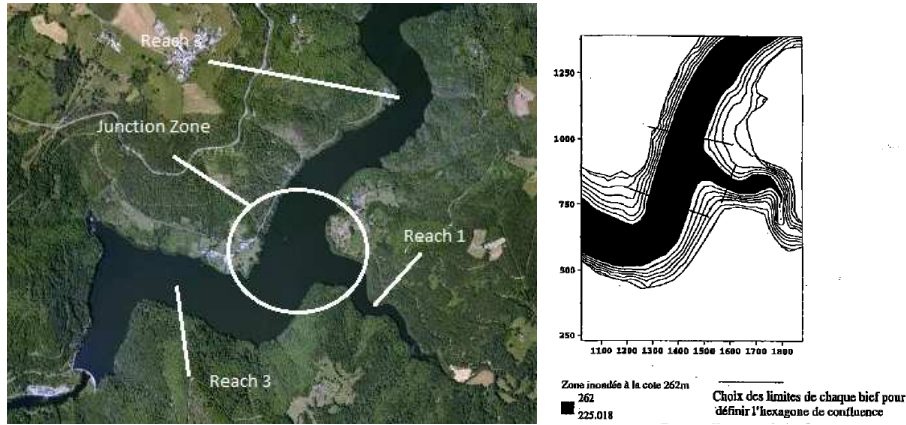 Reach 2
Junction Zone
Reach 1
Reach 3
1250
1000
750
500
250
1100 1200 1300 1400 1500 1600 1700 1800
Zone inondée à la cote 262m
262
225.018
Choix des limites de chaque bief pour
définir l'hexagone de confluence